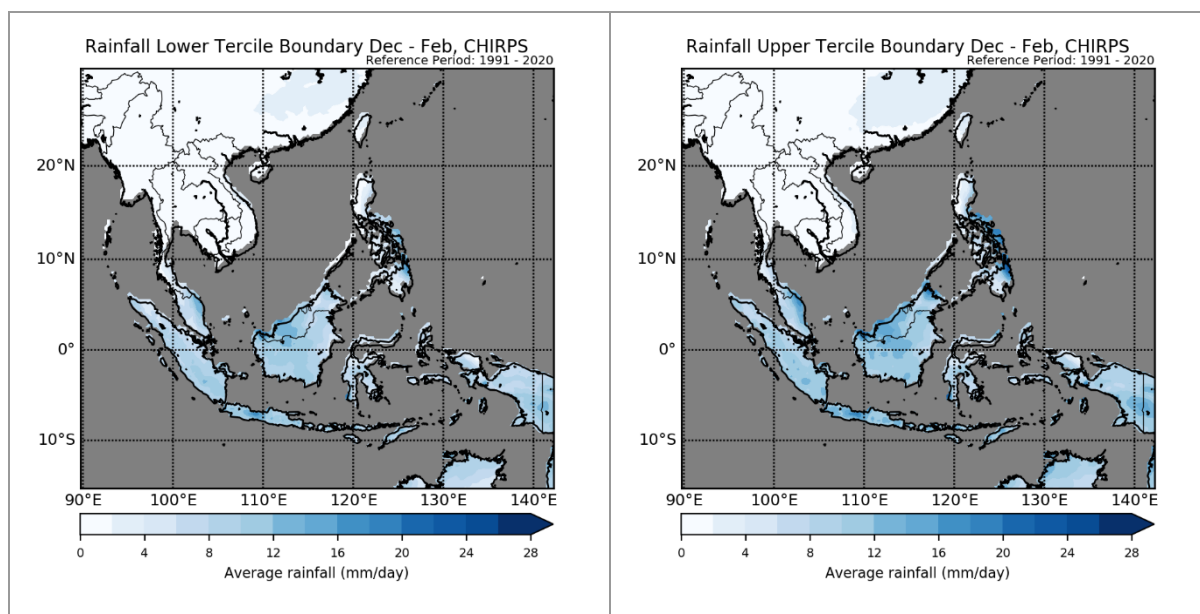 Rainfall Lower Tercile Boundary Dec - Feb, CHIRPS
Reference Period: 1991 - 2020
20°N
10°N
0°
10°S
90°E 100°E 110°E 120°E 130°E 140°E
0 4 8 12 16 20 24 28
Average rainfall (mm/day)
Rainfall Upper Tercile Boundary Dec - Feb, CHIRPS
Reference Period: 1991 - 2020
20°N
10°N
0°
10°S
90°E 100°E 110°E 120°E 130°E 140°E
0 4 8 12 16 20 24 28
Average rainfall (mm/day)